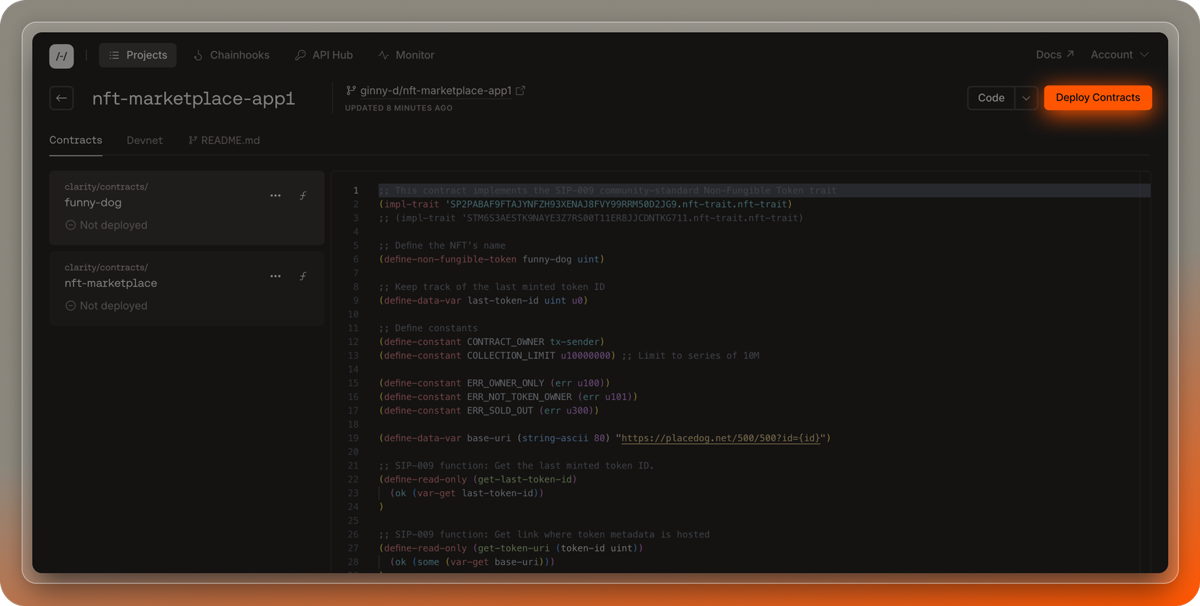 /-/
Projects
Chainhooks
API Hub
Monitor
Docs
Account
nft-marketplace-app1
ginny-d/nft-marketplace-app1
UPDATED 8 MINUTES AGO
Code
Deploy Contracts
Contracts
Devnet
README.md
clarity/contracts/
funny-dog
Not deployed
clarity/contracts/
nft-marketplace
Not deployed
1 ;; This contract implements the SIP-009 community-standard Non-Fungible Token trait
2 (impl-trait 'SP2PABAF9FTAJYNFZH93XENAJ8FVY99RRM50D2JG9.nft-trait.nft-trait)
3 ;; (impl-trait 'STM6S3AESTK9NAYE3Z7RS00T11ER8JJCDNTKG711.nft-trait.nft-trait)
4
5 ;; Define the NFT's name
6 (define-non-fungible-token funny-dog uint)
7
8 ;; Keep track of the last minted token ID
9 (define-data-var last-token-id uint u0)
10
11 ;; Define constants
12 (define-constant CONTRACT_OWNER tx-sender)
13 (define-constant COLLECTION_LIMIT u10000000) ;; Limit to series of 10M
14
15 (define-constant ERR_OWNER_ONLY (err u100))
16 (define-constant ERR_NOT_TOKEN_OWNER (err u101))
17 (define-constant ERR_SOLD_OUT (err u300))
18
19 (define-data-var base-uri (string-ascii 80) "https://placedog.net/500/500?id={id}")
20
21 ;; SIP-009 function: Get the last minted token ID.
22 (define-read-only (get-last-token-id)
23 (ok (var-get last-token-id))
24 )
25
26 ;; SIP-009 function: Get link where token metadata is hosted
27 (define-read-only (get-token-uri (token-id uint))
28 (ok (some (var-get base-uri)))